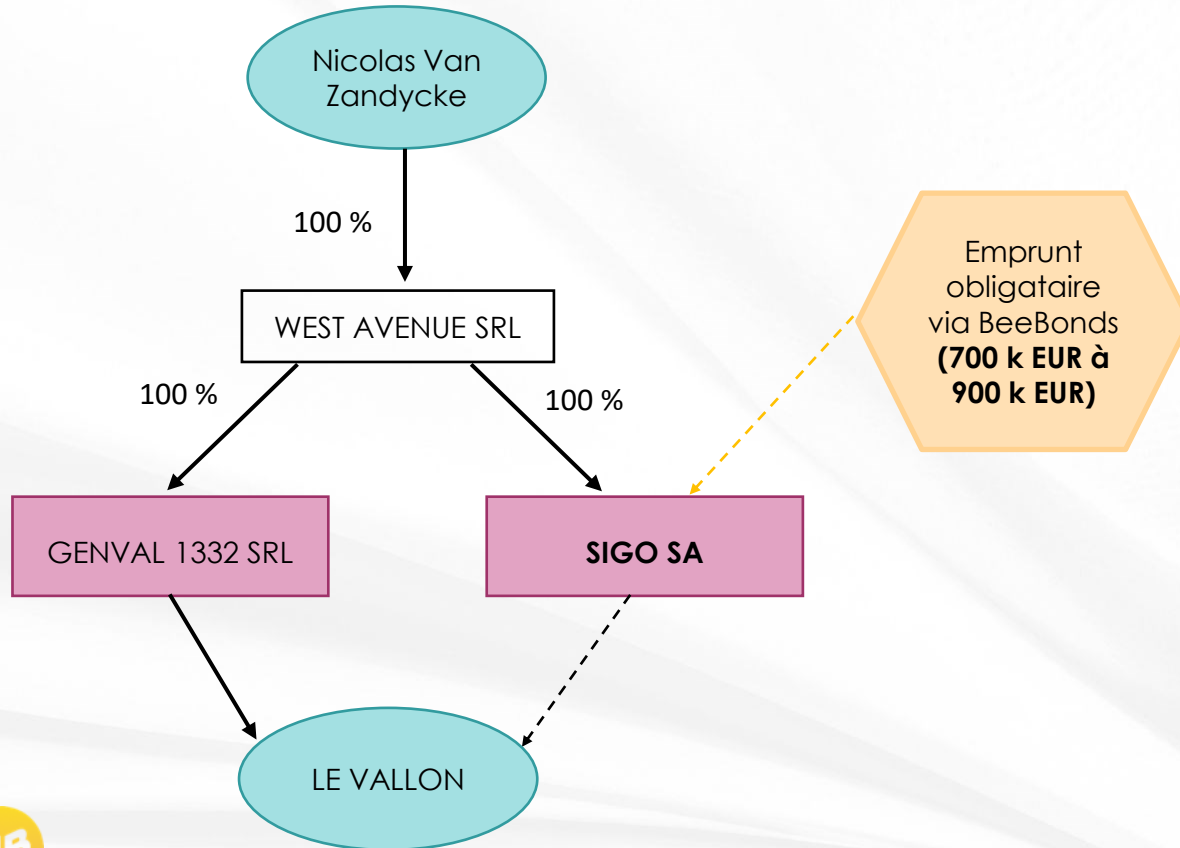 Nicolas Van
Zandycke
100 %
WEST AVENUE SRL
100 %
100 %
Emprunt
obligataire
via BeeBonds
(700 k EUR à
900 k EUR)
GENVAL 1332 SRL
SIGO SA
LE VALLON